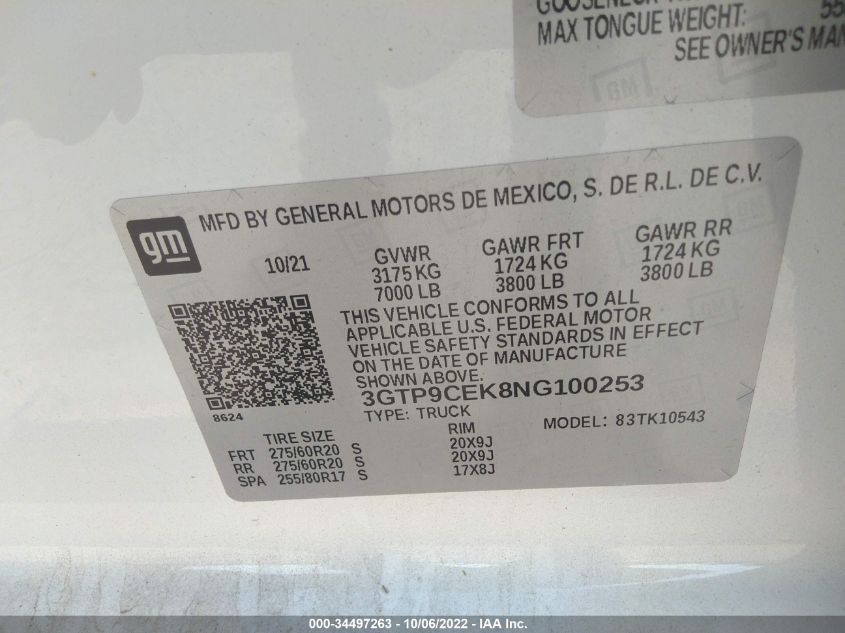 MAX TONGUE WEIGHT: 55
SEE OWNER'S MAN
GM
gm
MFD BY GENERAL MOTORS DE MEXICO, S. DE R.L. DE C.V.
10/21 GVWR GAWR FRT GAWR RR
3175 KG 1724 KG 1724 KG
7000 LB 3800 LB 3800 LB
THIS VEHICLE CONFORMS TO ALL
APPLICABLE U.S. FEDERAL MOTOR
VEHICLE SAFETY STANDARDS IN EFFECT
ON THE DATE OF MANUFACTURE
SHOWN ABOVE.
3GTP9CEK8NG100253
8624
TYPE: TRUCK MODEL: 83TK10543
TIRE SIZE RIM
FRT 275/60R20 S 20X9J
RR 275/60R20 S 20X9J
SPA 255/80R17 S 17X8J
000-34497263 - 10/06/2022 - IAA Inc.